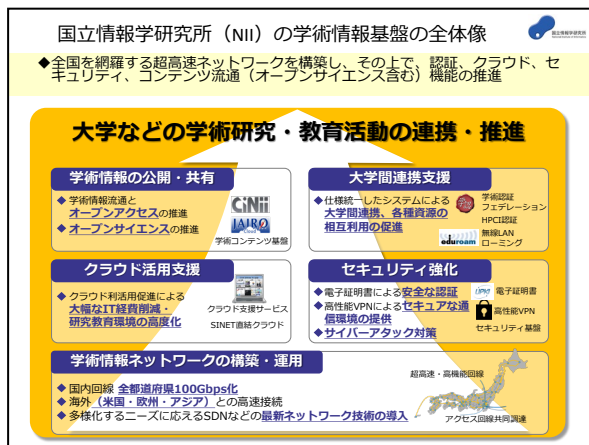 国立情報学研究所（NII）の学術情報基盤の全体像
国立情報学研究所
◆全国を網羅する超高速ネットワークを構築し、その上で、認証、クラウド、セ
キュリティ、コンテンツ流通（オープンサイエンス含む）機能の推進
大学などの学術研究・教育活動の連携・推進
学術情報の公開・共有
◆ 学術情報流通と
オープンアクセスの推進
◆ オープンサイエンスの推進
CiNii
JAIRO
Cloud
学術コンテンツ基盤
大学間連携支援
◆ 仕様統一したシステムによる
大学間連携、各種資源の
相互利用の促進
学術認証
フェデレーション
HPCI認証
eduroam
無線LAN
ローミング
クラウド活用支援
◆ クラウド利活用促進による
大幅なIT経費削減・
研究教育環境の高度化
クラウド支援サービス
SINET直結クラウド
セキュリティ強化
◆ 電子証明書による安全な認証
◆ 高性能VPNによるセキュアな通
信環境の提供
◆ サイバーアタック対策
UPKI
電子証明書
高性能VPN
セキュリティ基盤
学術情報ネットワークの構築・運用
◆ 国内回線 全都道府県100Gbps化
◆ 海外（米国・欧州・アジア）との高速接続
◆ 多様化するニーズに応えるSDNなどの最新ネットワーク技術の導入
超高速・高機能回線
アクセス回線共同調達